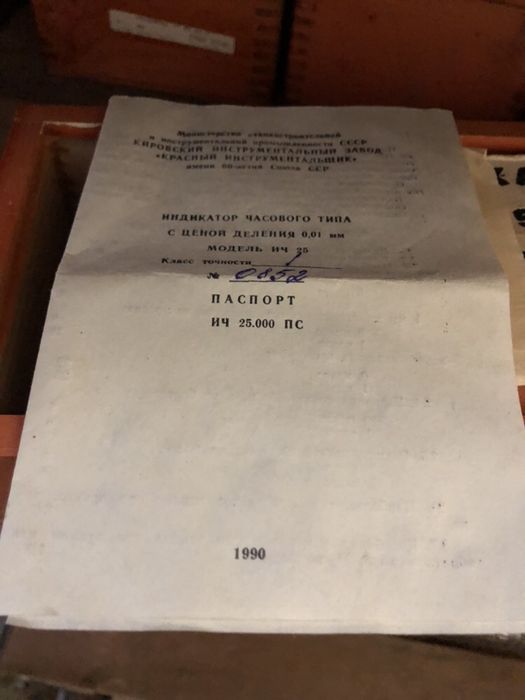 Министерство станкостроительной
и инструментальной промышленности СССР
КИРОВСКИЙ ИНСТРУМЕНТАЛЬНЫЙ ЗАВОД
«КРАСНЫЙ ИНСТРУМЕНТАЛЬЩИК»
имени 60-летия Союза ССР
ИНДИКАТОР ЧАСОВОГО ТИПА
С ЦЕНОЙ ДЕЛЕНИЯ 0,01 мм
МОДЕЛЬ ИЧ 25
Класс точности 1
№ 0852
ПАСПОРТ
ИЧ 25.000 ПС
1990